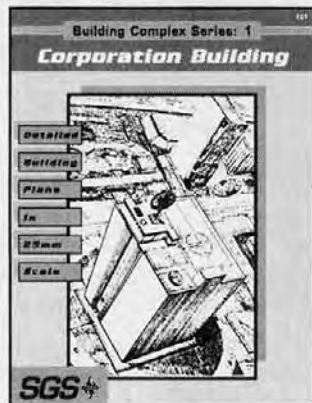 Building Complex Series: 1
Corporation Building
Detailed
Building
Plans
In
25mm
Scale
SGS